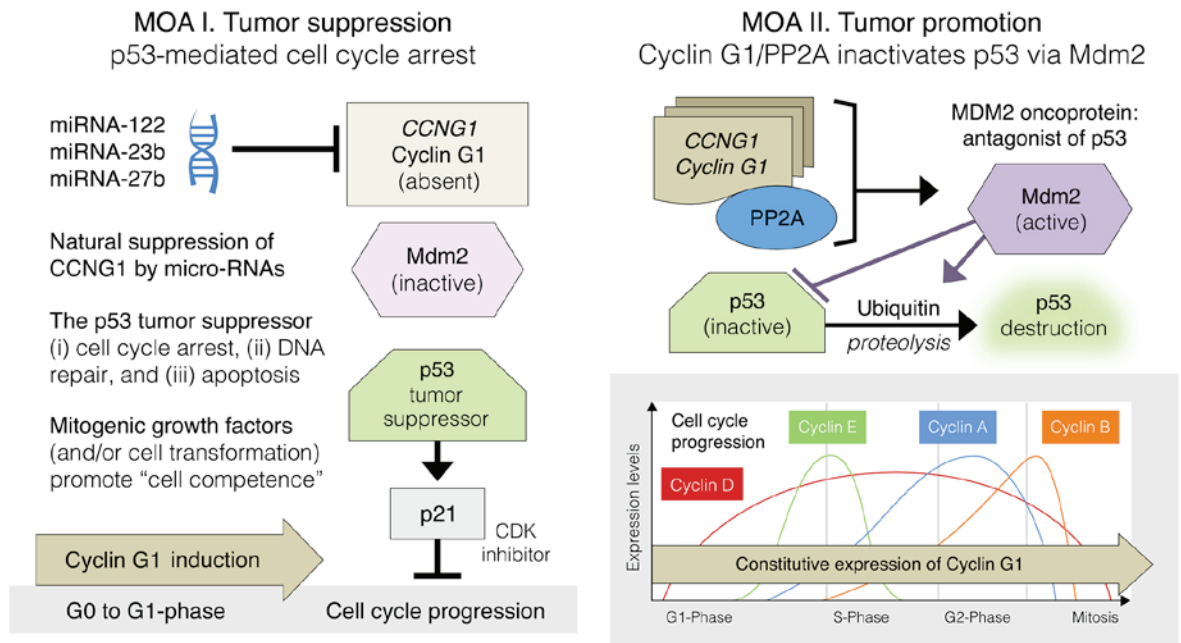 MOA I. Tumor suppression
p53-mediated cell cycle arrest
miRNA-122
miRNA-23b
miRNA-27b
CCNG1
Cyclin G1
(absent)
Natural suppression of
CCNG1 by micro-RNAs
Mdm2
(inactive)
The p53 tumor suppressor
(i) cell cycle arrest, (ii) DNA
repair, and (iii) apoptosis
p53
tumor
suppressor
Mitogenic growth factors
(and/or cell transformation)
promote “cell competence”
p21
CDK
inhibitor
Cyclin G1 induction
G0 to G1-phase
Cell cycle progression
MOA II. Tumor promotion
Cyclin G1/PP2A inactivates p53 via Mdm2
CCNG1
Cyclin G1
PP2A
MDM2 oncoprotein:
antagonist of p53
Mdm2
(active)
p53
(inactive)
Ubiquitin
proteolysis
p53
destruction
Expression levels
Cell cycle
progression
Cyclin E
Cyclin A
Cyclin B
Cyclin D
Constitutive expression of Cyclin G1
G1-Phase
S-Phase
G2-Phase
Mitosis